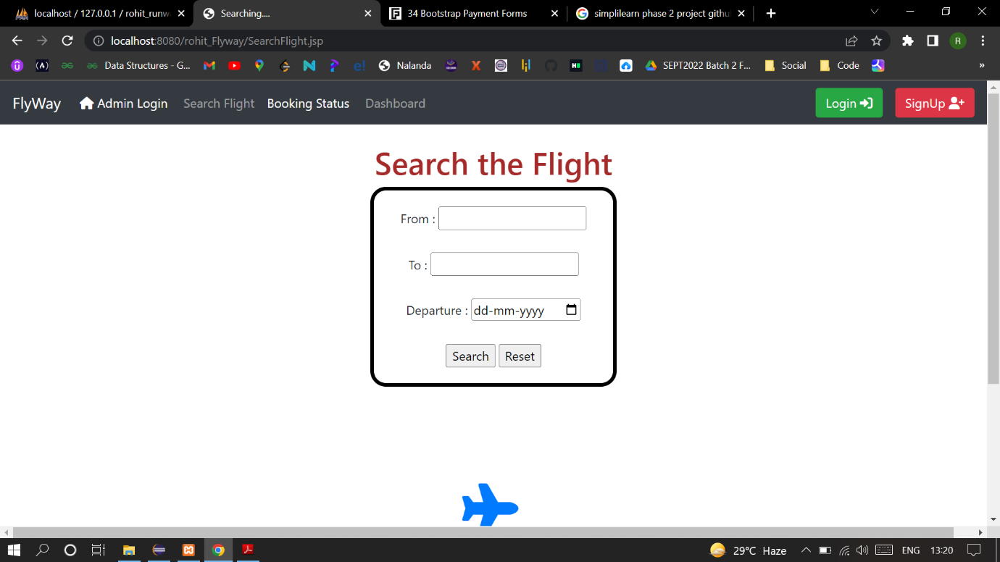 localhost / 127.0.0.1 / rohit_runw
Searching....
34 Bootstrap Payment Forms
simplilearn phase 2 project githu
localhost:8080/rohit_Flyway/SearchFlight.jsp
R
Data Structures - G...
Nalanda
SEPT2022 Batch 2 F...
Social
Code
»
FlyWay
Admin Login
Search Flight
Booking Status
Dashboard
Login
SignUp
Search the Flight
From :
To :
Departure : dd-mm-yyyy
Search
Reset
29°C Haze
ENG
13:20